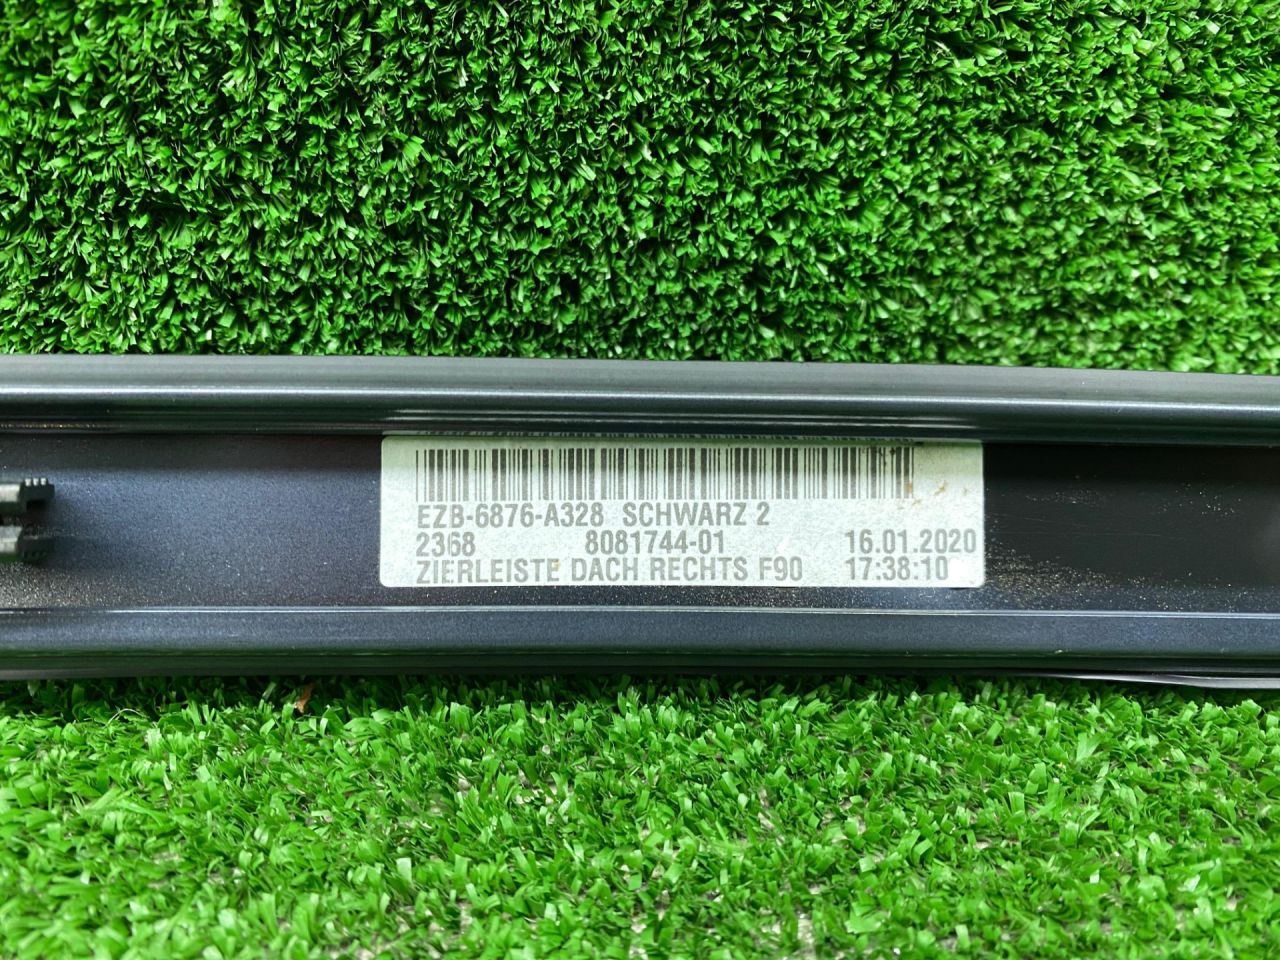 EZB-6876-A328 SCHWARZ 2
2368 8081744-01 16.01.2020
ZIERLEISTE DACH RECHTS F90 17:38:10